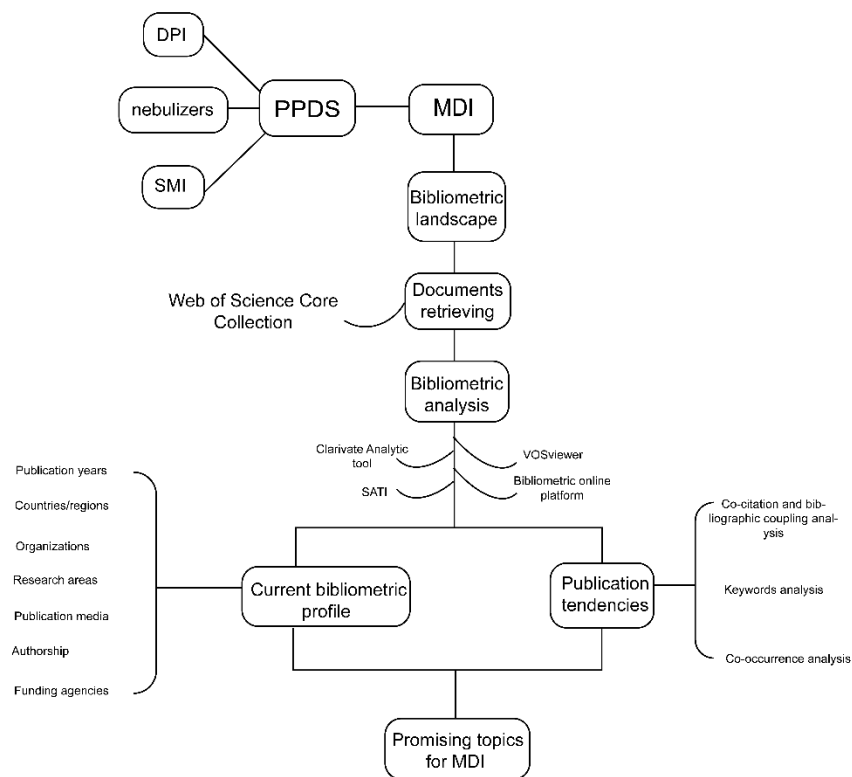 DPI
nebulizers
SMI
PPDS
MDI
Bibliometric
landscape
Web of Science Core
Collection
Documents
retrieving
Bibliometric
analysis
Clarivate Analytic
tool
VOSviewer
SATI
Bibliometric online
platform
Publication years
Countries/regions
Organizations
Research areas
Publication media
Authorship
Funding agencies
Current bibliometric
profile
Publication
tendencies
Co-citation and bib-
liographic coupling anal-
ysis
Keywords analysis
Co-occurrence analysis
Promising topics
for MDI